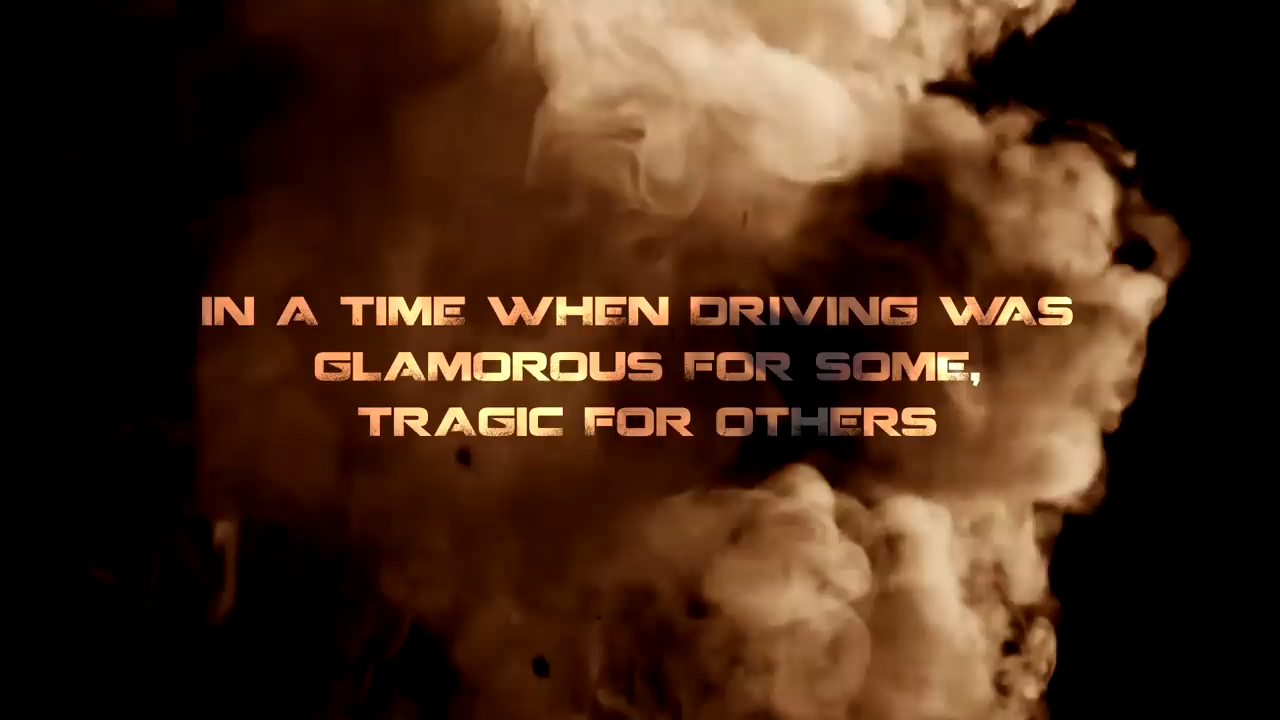 IN A TIME WHEN DRIVING WAS
GLAMOROUS FOR SOME,
TRAGIC FOR OTHERS